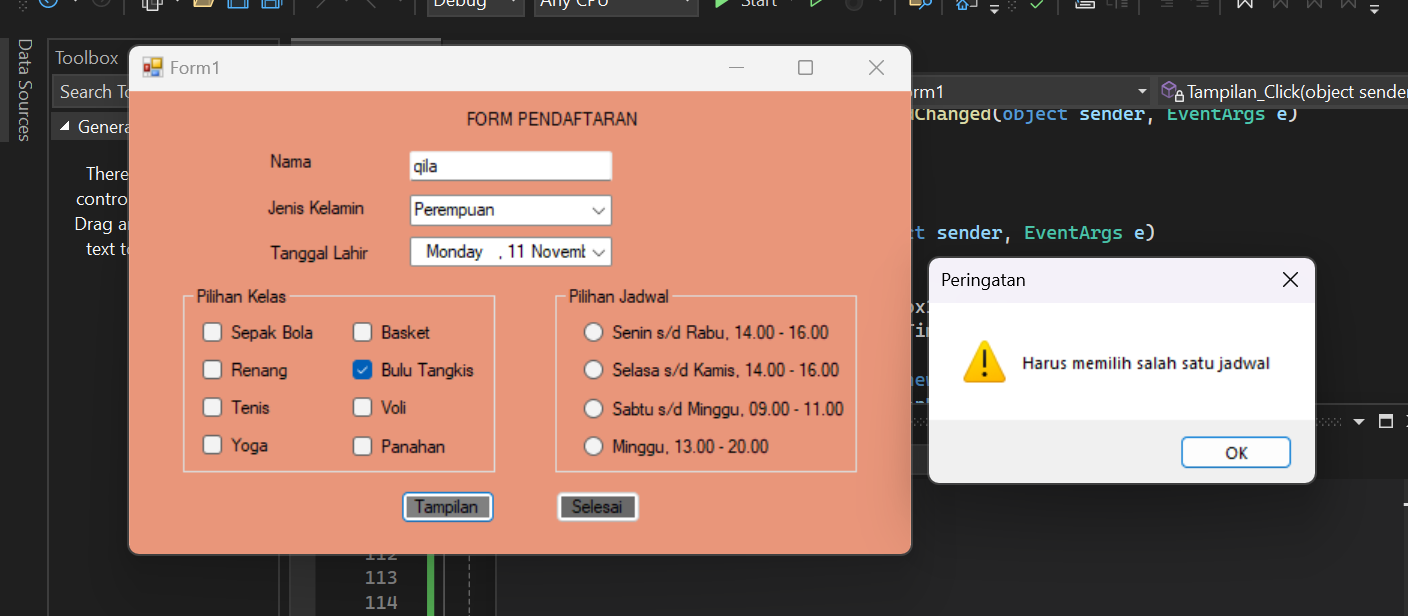 Debug
Any CPU
Start
Data Sources
Toolbox
Search To
Genera
There
contro
Drag a
text to
Form1
FORM PENDAFTARAN
Nama
qila
Jenis Kelamin
Perempuan
Tanggal Lahir
Monday , 11 Novemb
Pilihan Kelas
Sepak Bola
Basket
Renang
Bulu Tangkis
Tenis
Voli
Yoga
Panahan
Pilihan Jadwal
Senin s/d Rabu, 14.00 - 16.00
Selasa s/d Kamis, 14.00 - 16.00
Sabtu s/d Minggu, 09.00 - 11.00
Minggu, 13.00 - 20.00
Tampilan
Selesai
rm1
Tampilan_Click(object sender
dChanged(object sender, EventArgs e)
ct sender, EventArgs e)
Peringatan
Harus memilih salah satu jadwal
OK
112
113
114